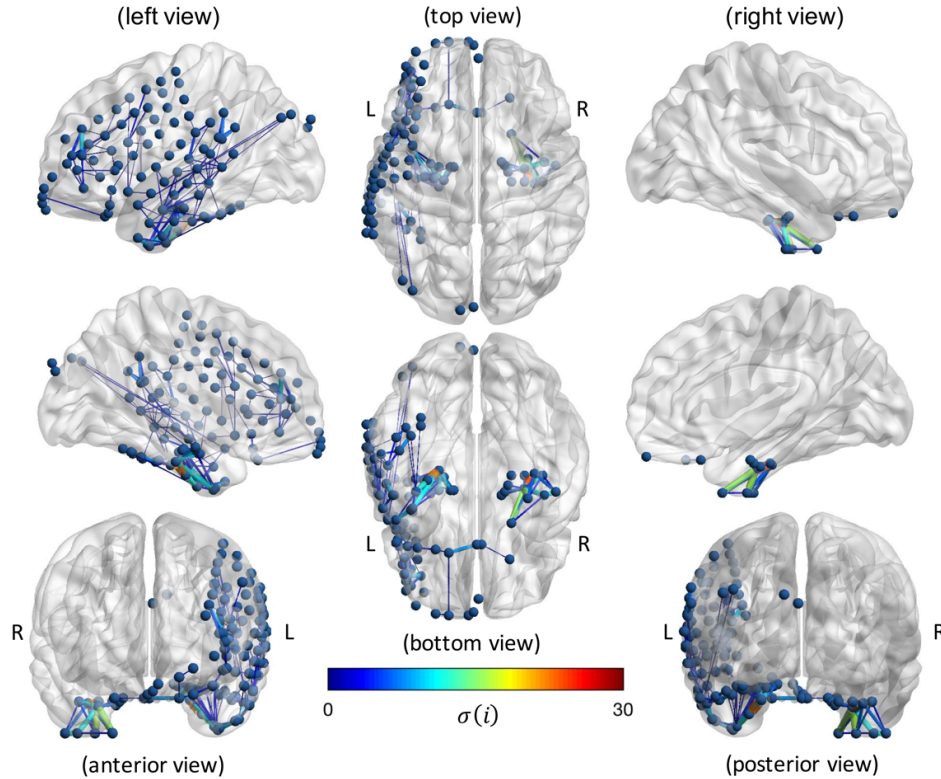 (left view)
(top view)
(right view)
L
R
L
R
R
L
(bottom view)
L
R
0
σ(i)
30
(anterior view)
(posterior view)